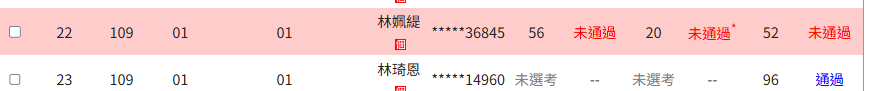 22 109 01 01 林姵緹 *****36845 56 未通過 20 未通過* 52 未通過
個
23 109 01 01 林琦恩 *****14960 未選考 -- 未選考 -- 96 通過